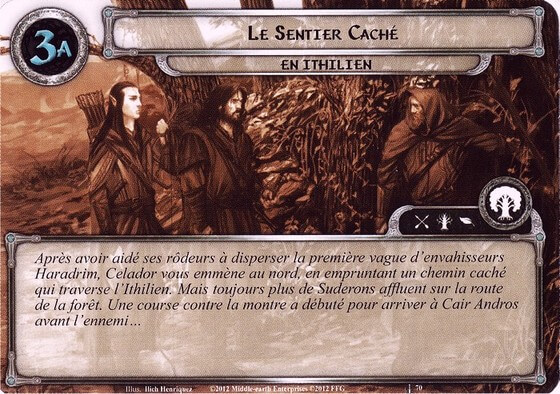 3A
LE SENTIER CACHÉ
EN ITHILIEN
Après avoir aidé ses rôdeurs à disperser la première vague d'envahisseurs
Haradrim, Celador vous emmène au nord, en empruntant un chemin caché
qui traverse l'Ithilien. Mais toujours plus de Suderons affluent sur la route
de la forêt. Une course contre la montre a débuté pour arriver à Cair Andros
avant l'ennemi…
Illus. Ilich Henriquez ©2012 Middle-earth Enterprises ©2012 FFG 70